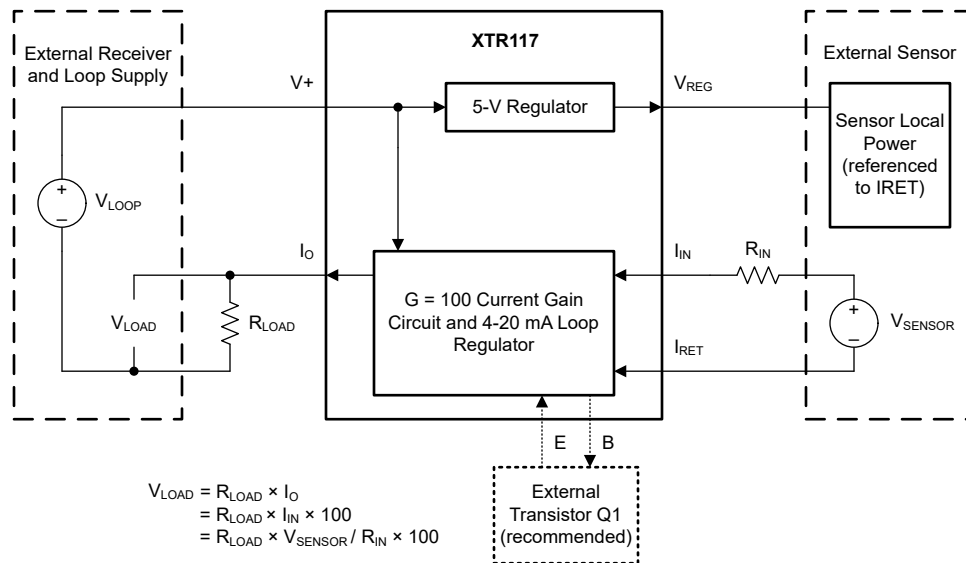 XTR117
External Receiver
and Loop Supply
External Sensor
V+
5-V Regulator
VREG
Sensor Local
Power
(referenced
to IRET)
+
VLOOP
–
IO
IIN
RIN
G = 100 Current Gain
Circuit and 4-20 mA Loop
Regulator
+
VSENSOR
–
VLOAD
RLOAD
IRET
E
B
External
Transistor Q1
(recommended)
VLOAD = RLOAD × IO
= RLOAD × IIN × 100
= RLOAD × VSENSOR / RIN × 100